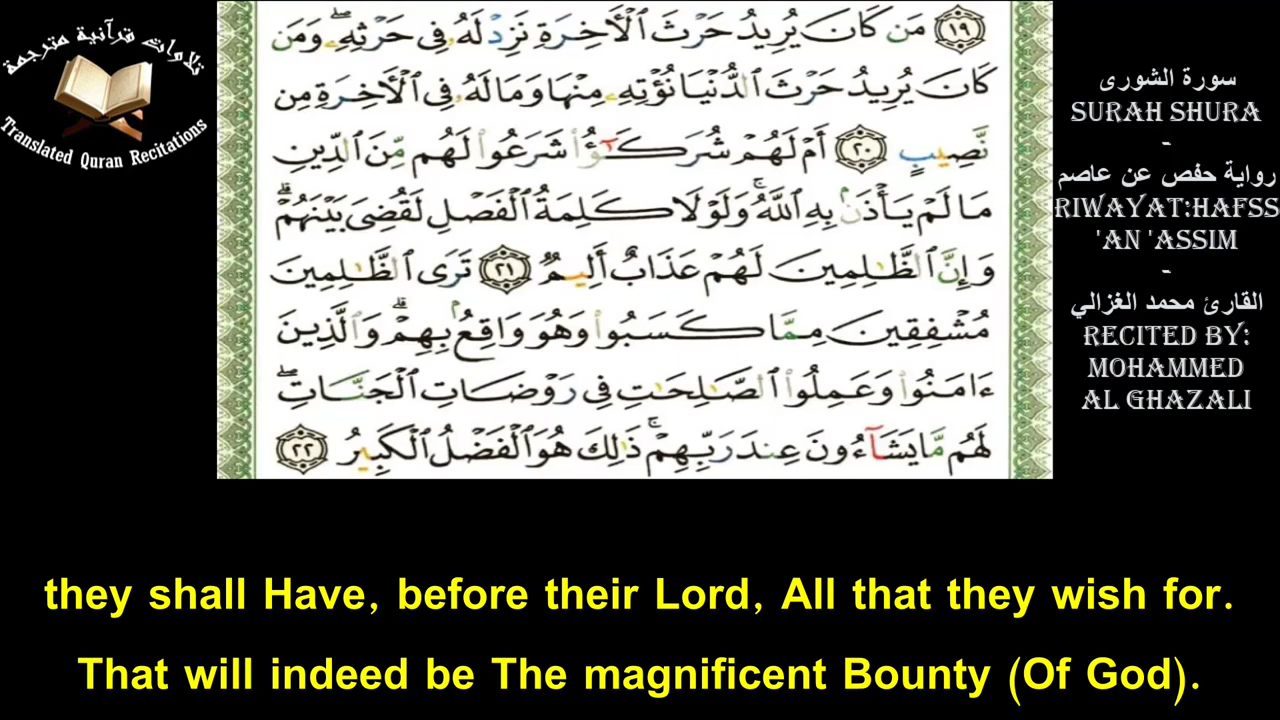 تلاوات قرآنية مترجمة
Translated Quran Recitations
۝١٩ مَن كَانَ يُرِيدُ حَرْثَ ٱلْأَخِرَةِ نَزِدْ لَهُۥ فِى حَرْثِهِۦ ۖ وَمَن
كَانَ يُرِيدُ حَرْثَ ٱلدُّنْيَا نُؤْتِهِۦ مِنْهَا وَمَا لَهُۥ فِى ٱلْأَخِرَةِ مِن
نَّصِيبٍ ۝٢٠ أَمْ لَهُمْ شُرَكَٰٓؤُا۟ شَرَعُوا۟ لَهُم مِّنَ ٱلدِّينِ
مَا لَمْ يَأْذَنۢ بِهِ ٱللَّهُ ۚ وَلَوْلَا كَلِمَةُ ٱلْفَصْلِ لَقُضِىَ بَيْنَهُمْ ۗ
وَإِنَّ ٱلظَّٰلِمِينَ لَهُمْ عَذَابٌ أَلِيمٌ ۝٢١ تَرَى ٱلظَّٰلِمِينَ
مُشْفِقِينَ مِمَّا كَسَبُوا۟ وَهُوَ وَاقِعٌۢ بِهِمْ ۗ وَٱلَّذِينَ
ءَامَنُوا۟ وَعَمِلُوا۟ ٱلصَّٰلِحَٰتِ فِى رَوْضَاتِ ٱلْجَنَّاتِ ۖ
لَهُم مَّا يَشَآءُونَ عِندَ رَبِّهِمْ ۚ ذَٰلِكَ هُوَ ٱلْفَضْلُ ٱلْكَبِيرُ ۝٢٢
سورة الشورى
SURAH SHURA
-
رواية حفص عن عاصم
RIWAYAT:HAFSS
'AN 'ASSIM
-
القارئ محمد الغزالي
RECITED BY:
MOHAMMED
AL GHAZALI
they shall Have, before their Lord, All that they wish for.
That will indeed be The magnificent Bounty (Of God).